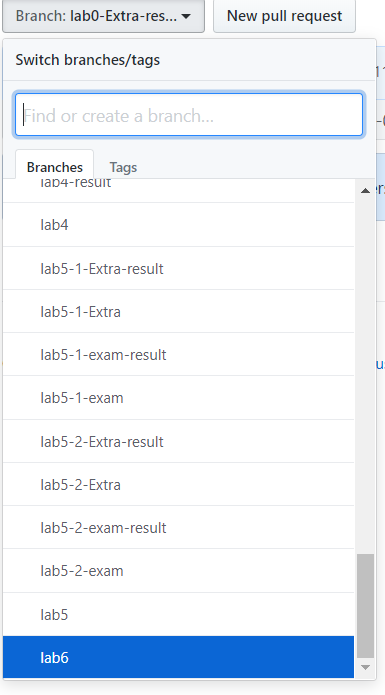 Branch: lab0-Extra-res... New pull request
Switch branches/tags
Find or create a branch...
Branches Tags
lab4-result
lab4
lab5-1-Extra-result
lab5-1-Extra
lab5-1-exam-result
lab5-1-exam
lab5-2-Extra-result
lab5-2-Extra
lab5-2-exam-result
lab5-2-exam
lab5
lab6